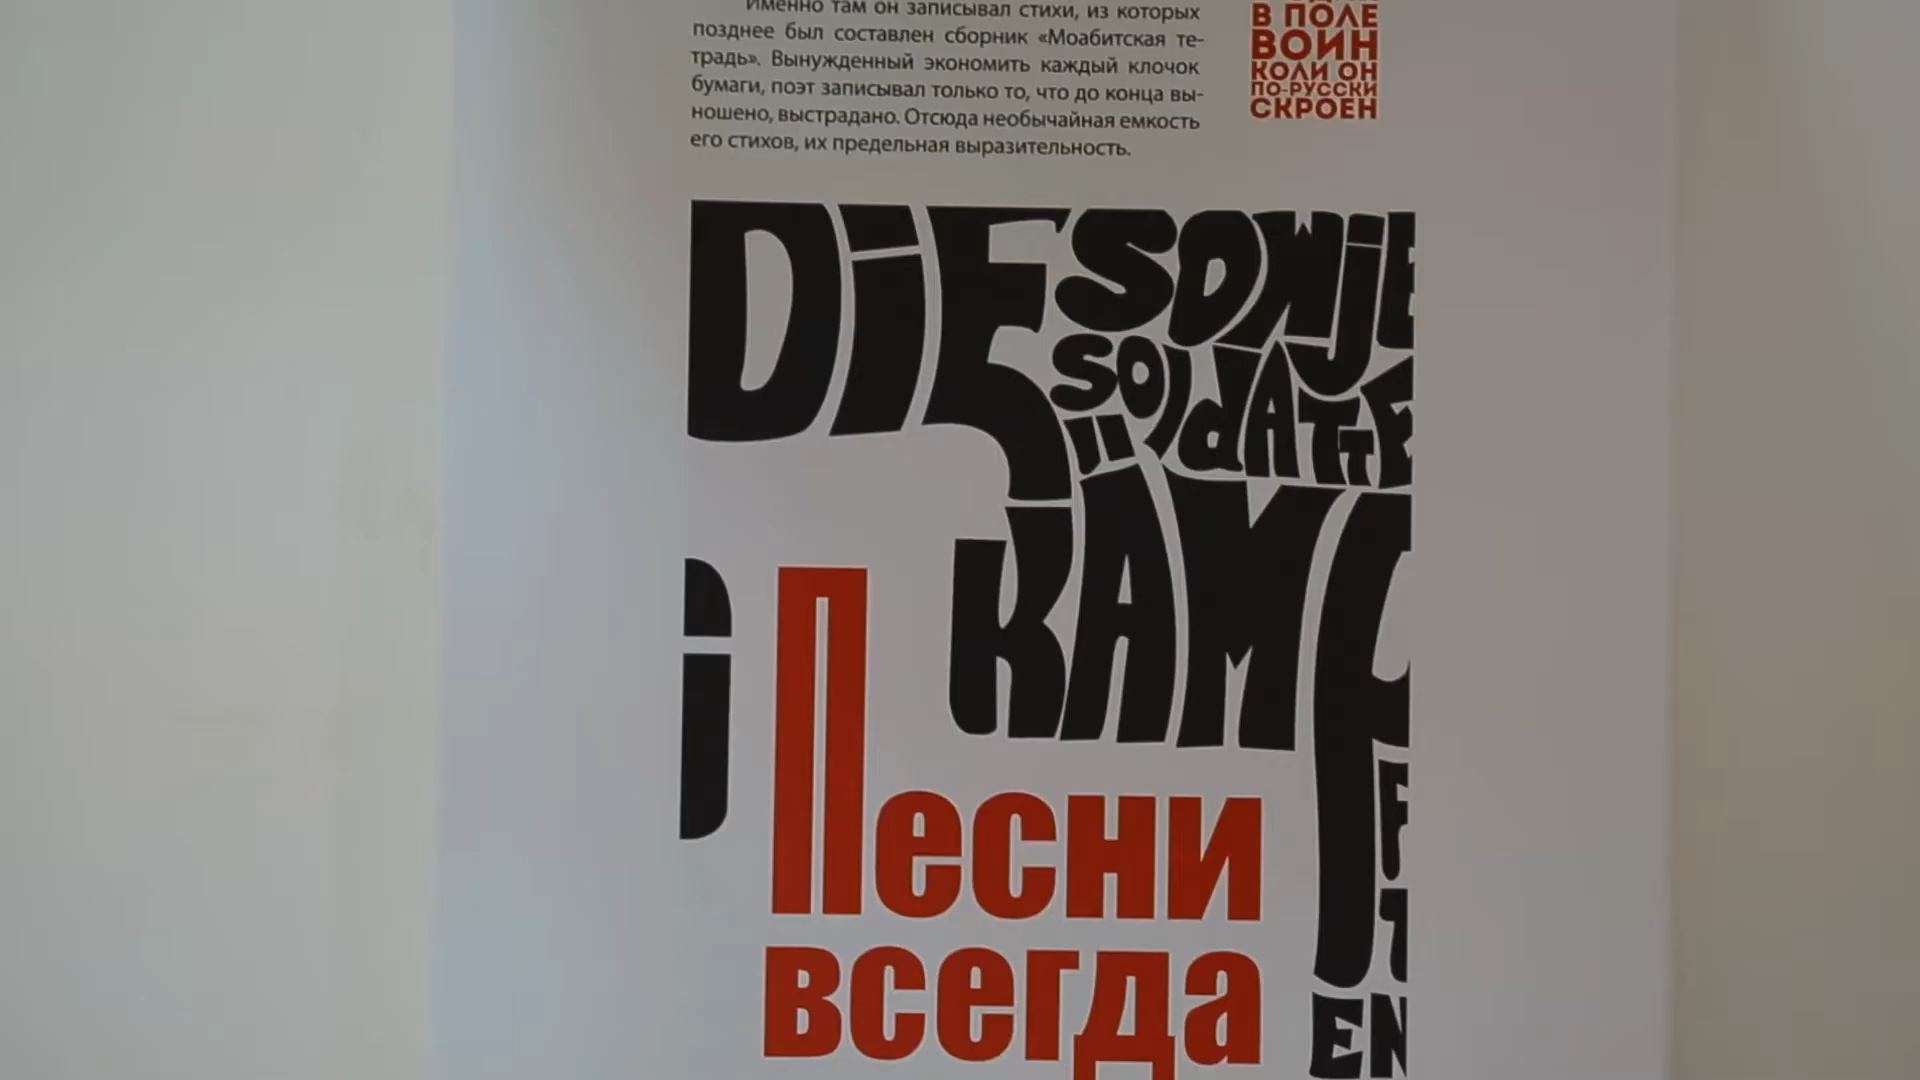 Именно там он записывал стихи, из которых
позднее был составлен сборник «Моабитская те-
традь». Вынужденный экономить каждый клочок
бумаги, поэт записывал только то, что до конца вы-
ношено, выстрадано. Отсюда необычайная емкость
его стихов, их предельная выразительность.
В ПОЛЕ
ВОИН
КОЛИ ОН
ПО-РУССКИ
СКРОЕН
DiE
SOWjE
SOldATTE
KÄMPF
T
EN
Песни
всегда